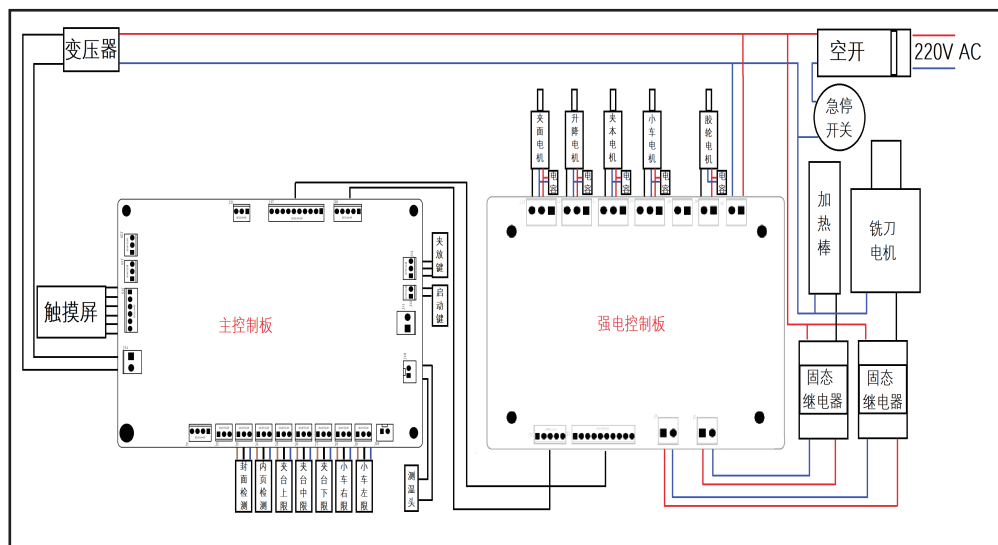 变压器
空开
220V AC
急停
开关
夹面电机
升降电机
夹本电机
小车电机
胶轮电机
电容
电容
电容
电容
电容
加热棒
铣刀
电机
夹放键
启动键
触摸屏
主控制板
强电控制板
固态
继电器
固态
继电器
封面检测
内页检测
夹台上限
夹台中限
夹台下限
小车右限
小车左限
测温头